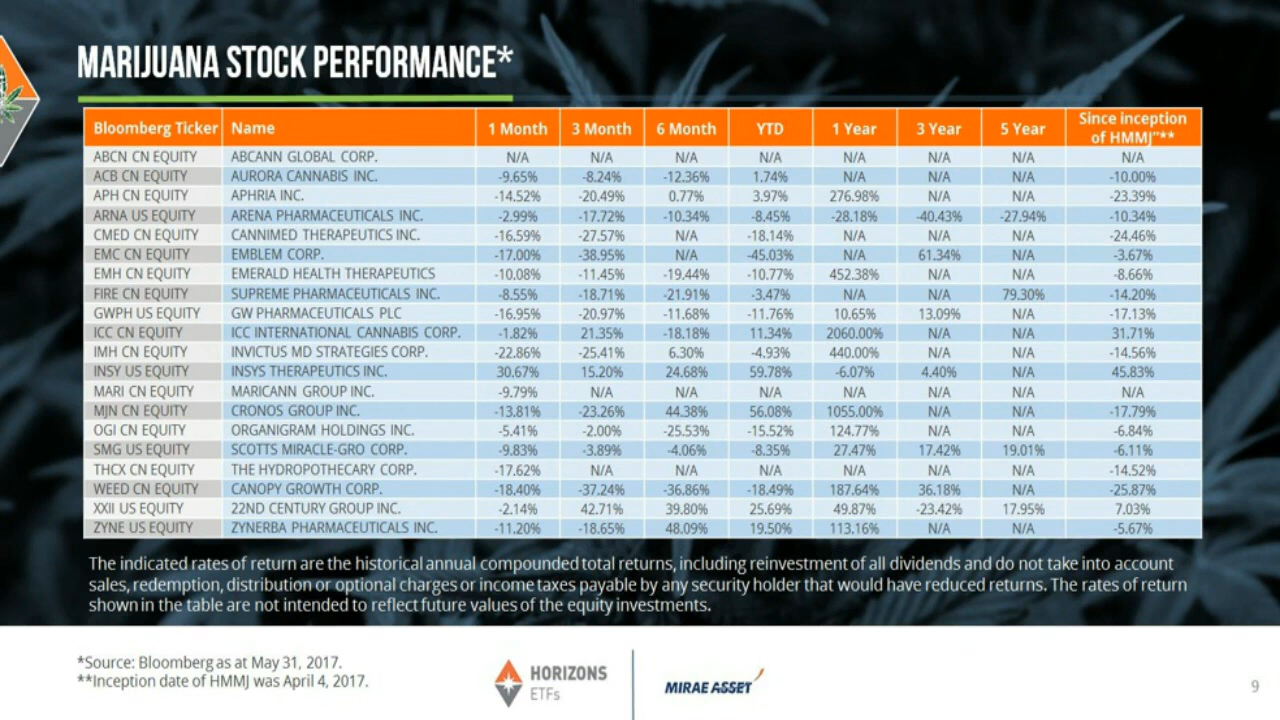 MARIJUANA STOCK PERFORMANCE*
Bloomberg Ticker Name 1 Month 3 Month 6 Month YTD 1 Year 3 Year 5 Year Since inception of HMMJ"**
ABCN CN EQUITY ABCANN GLOBAL CORP. N/A N/A N/A N/A N/A N/A N/A N/A
ACB CN EQUITY AURORA CANNABIS INC. -9.65% -8.24% -12.36% 1.74% N/A N/A N/A -10.00%
APH CN EQUITY APHRIA INC. -14.52% -20.49% 0.77% 3.97% 276.98% N/A N/A -23.39%
ARNA US EQUITY ARENA PHARMACEUTICALS INC. -2.99% -17.72% -10.34% -8.45% -28.18% -40.43% -27.94% -10.34%
CMED CN EQUITY CANNIMED THERAPEUTICS INC. -16.59% -27.57% N/A -18.14% N/A N/A N/A -24.46%
EMC CN EQUITY EMBLEM CORP. -17.00% -38.95% N/A -45.03% N/A 61.34% N/A -3.67%
EMH CN EQUITY EMERALD HEALTH THERAPEUTICS -10.08% -11.45% -19.44% -10.77% 452.38% N/A N/A -8.66%
FIRE CN EQUITY SUPREME PHARMACEUTICALS INC. -8.55% -18.71% -21.91% -3.47% N/A N/A 79.30% -14.20%
GWPH US EQUITY GW PHARMACEUTICALS PLC -16.95% -20.97% -11.68% -11.76% 10.65% 13.09% N/A -17.13%
ICC CN EQUITY ICC INTERNATIONAL CANNABIS CORP. -1.82% 21.35% -18.18% 11.34% 2060.00% N/A N/A 31.71%
IMH CN EQUITY INVICTUS MD STRATEGIES CORP. -22.86% -25.41% 6.30% -4.93% 440.00% N/A N/A -14.56%
INSY US EQUITY INSYS THERAPEUTICS INC. 30.67% 15.20% 24.68% 59.78% -6.07% 4.40% N/A 45.83%
MARI CN EQUITY MARICANN GROUP INC. -9.79% N/A N/A N/A N/A N/A N/A N/A
MJN CN EQUITY CRONOS GROUP INC. -13.81% -23.26% 44.38% 56.08% 1055.00% N/A N/A -17.79%
OGI CN EQUITY ORGANIGRAM HOLDINGS INC. -5.41% -2.00% -25.53% -15.52% 124.77% N/A N/A -6.84%
SMG US EQUITY SCOTTS MIRACLE-GRO CORP. -9.83% -3.89% -4.06% -8.35% 27.47% 17.42% 19.01% -6.11%
THCX CN EQUITY THE HYDROPOTHECARY CORP. -17.62% N/A N/A N/A N/A N/A N/A -14.52%
WEED CN EQUITY CANOPY GROWTH CORP. -18.40% -37.24% -36.86% -18.49% 187.64% 36.18% N/A -25.87%
XXII US EQUITY 22ND CENTURY GROUP INC. -2.14% 42.71% 39.80% 25.69% 49.87% -23.42% 17.95% 7.03%
ZYNE US EQUITY ZYNERBA PHARMACEUTICALS INC. -11.20% -18.65% 48.09% 19.50% 113.16% N/A N/A -5.67%
The indicated rates of return are the historical annual compounded total returns, including reinvestment of all dividends and do not take into account
sales, redemption, distribution or optional charges or income taxes payable by any security holder that would have reduced returns. The rates of return
shown in the table are not intended to reflect future values of the equity investments.
*Source: Bloomberg as at May 31, 2017.
**Inception date of HMMJ was April 4, 2017.
HORIZONS
ETFs
MIRAE ASSET
9